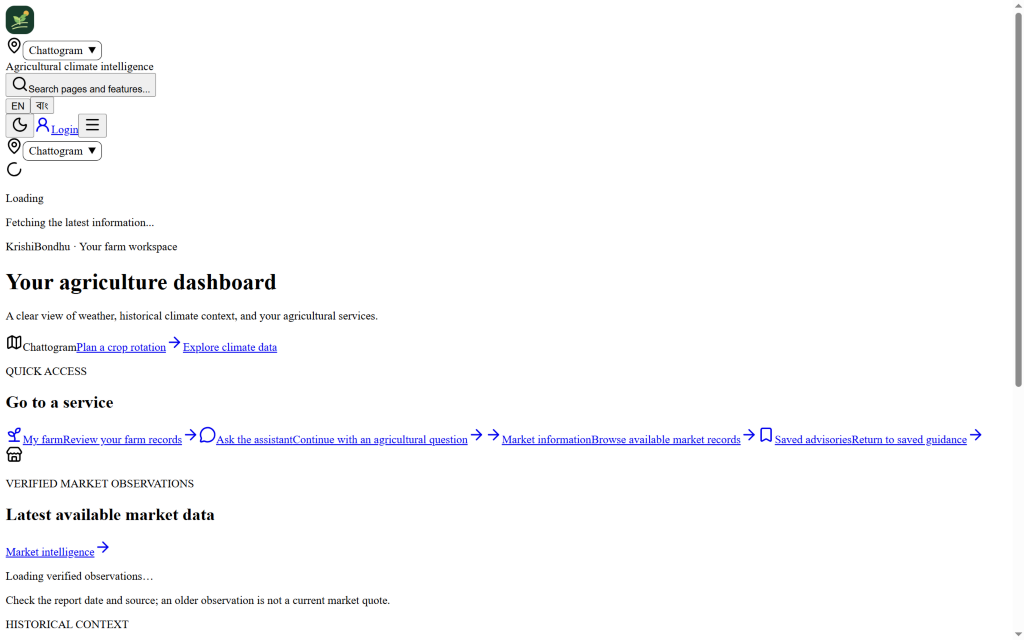 Chattogram ▼
Agricultural climate intelligence
Search pages and features...
EN বাং
Login
Chattogram ▼
Loading
Fetching the latest information...
KrishiBondhu · Your farm workspace
Your agriculture dashboard
A clear view of weather, historical climate context, and your agricultural services.
ChattogramPlan a crop rotation Explore climate data
QUICK ACCESS
Go to a service
My farmReview your farm records Ask the assistantContinue with an agricultural question Market informationBrowse available market records Saved advisoriesReturn to saved guidance
VERIFIED MARKET OBSERVATIONS
Latest available market data
Market intelligence
Loading verified observations…
Check the report date and source; an older observation is not a current market quote.
HISTORICAL CONTEXT